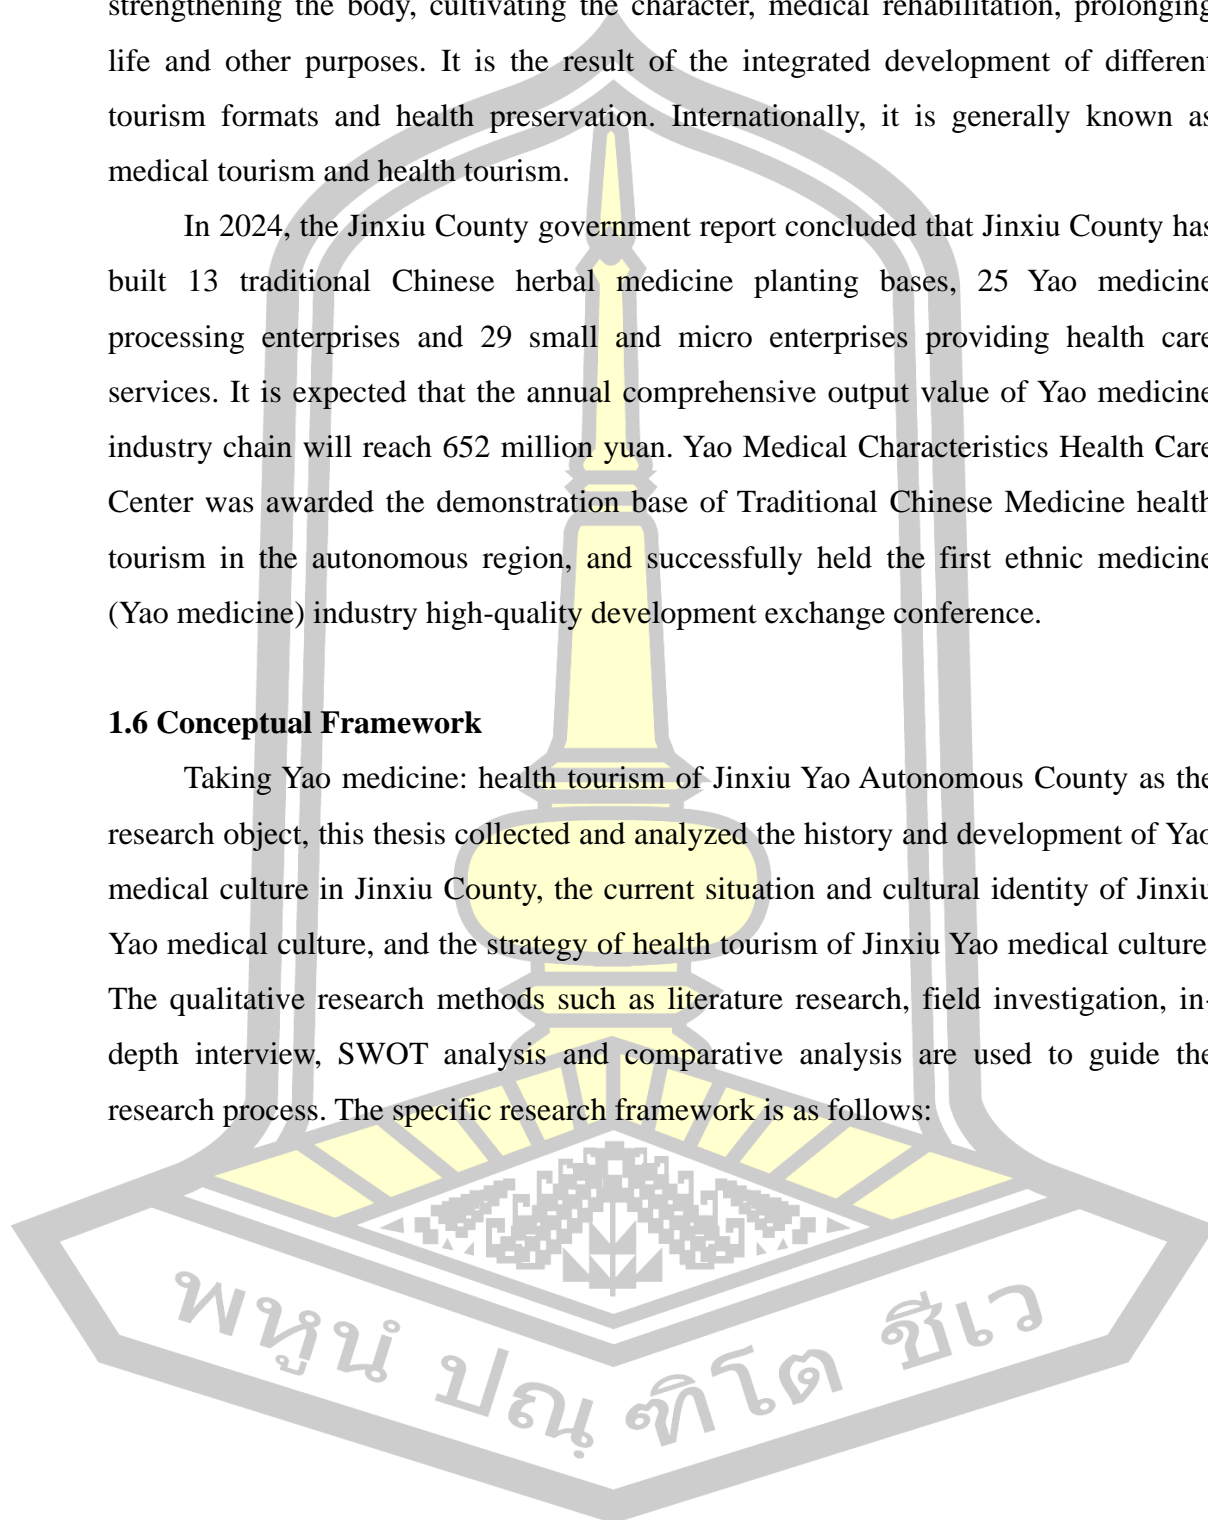 strengthening the body, cultivating the character, medical rehabilitation, prolonging
life and other purposes. It is the result of the integrated development of different
tourism formats and health preservation. Internationally, it is generally known as
medical tourism and health tourism.
In 2024, the Jinxiu County government report concluded that Jinxiu County has
built 13 traditional Chinese herbal medicine planting bases, 25 Yao medicine
processing enterprises and 29 small and micro enterprises providing health care
services. It is expected that the annual comprehensive output value of Yao medicine
industry chain will reach 652 million yuan. Yao Medical Characteristics Health Care
Center was awarded the demonstration base of Traditional Chinese Medicine health
tourism in the autonomous region, and successfully held the first ethnic medicine
(Yao medicine) industry high-quality development exchange conference.
1.6 Conceptual Framework
Taking Yao medicine: health tourism of Jinxiu Yao Autonomous County as the
research object, this thesis collected and analyzed the history and development of Yao
medical culture in Jinxiu County, the current situation and cultural identity of Jinxiu
Yao medical culture, and the strategy of health tourism of Jinxiu Yao medical culture
The qualitative research methods such as literature research, field investigation, in-
depth interview, SWOT analysis and comparative analysis are used to guide the
research process. The specific research framework is as follows:
พหูนํ ปณฺ ฑิโต ชีเว